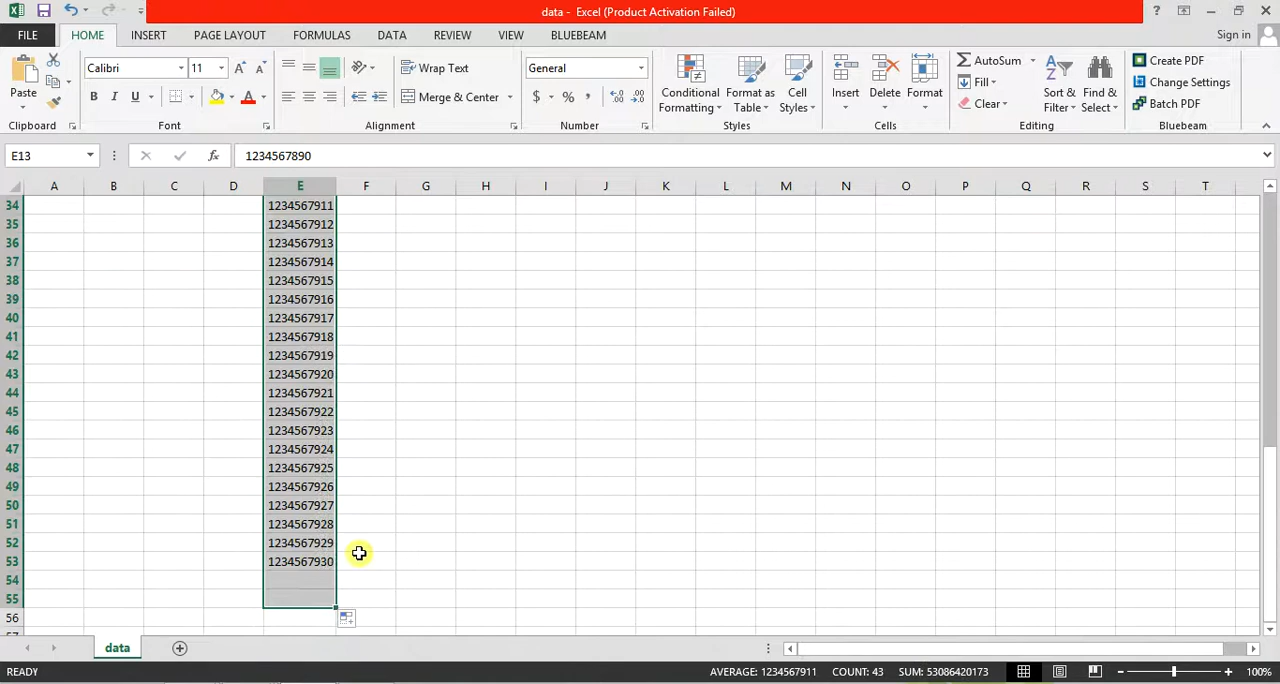 data - Excel (Product Activation Failed)
FILE HOME INSERT PAGE LAYOUT FORMULAS DATA REVIEW VIEW BLUEBEAM Sign in
Paste
Clipboard
Calibri 11
B I U
Font
Wrap Text
Merge & Center
Alignment
General
$ % ,
Number
Conditional Formatting
Format as Table
Cell Styles
Styles
Insert Delete Format
Cells
AutoSum
Fill
Clear
Sort & Filter
Find & Select
Editing
Create PDF
Change Settings
Batch PDF
Bluebeam
E13 fx 1234567890
A B C D E F G H I J K L M N O P Q R S T
34 1234567911
35 1234567912
36 1234567913
37 1234567914
38 1234567915
39 1234567916
40 1234567917
41 1234567918
42 1234567919
43 1234567920
44 1234567921
45 1234567922
46 1234567923
47 1234567924
48 1234567925
49 1234567926
50 1234567927
51 1234567928
52 1234567929
53 1234567930
54
55
56
data
READY AVERAGE: 1234567911 COUNT: 43 SUM: 53086420173 100%